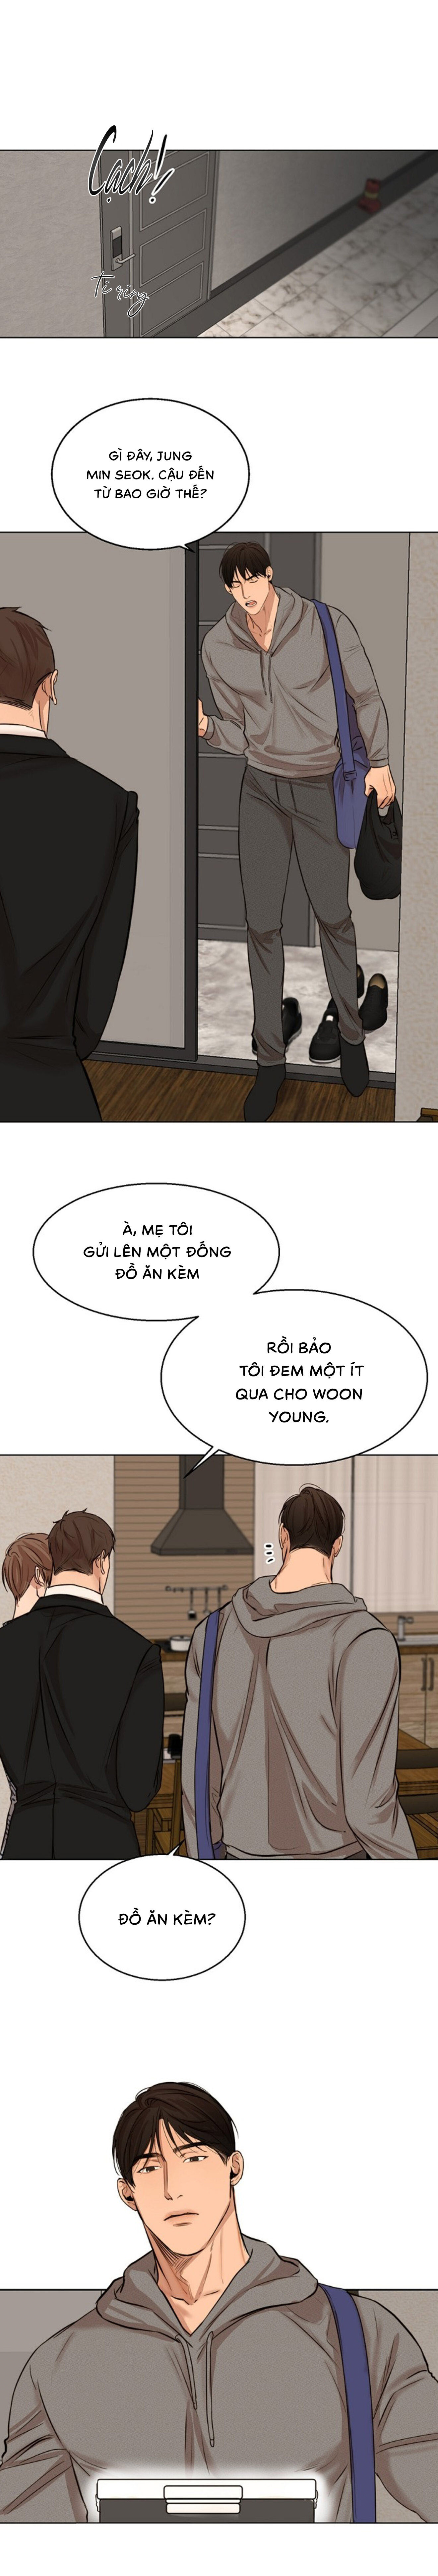 Cạch!
Ti ring
GÌ ĐÂY, JUNG
MIN SEOK. CẬU ĐẾN
TỪ BAO GIỜ THẾ?
À, MẸ TÔI
GỬI LÊN MỘT ĐỐNG
ĐỒ ĂN KÈM
RỒI BẢO
TÔI ĐEM MỘT ÍT
QUA CHO WOON
YOUNG.
ĐỒ ĂN KÈM?